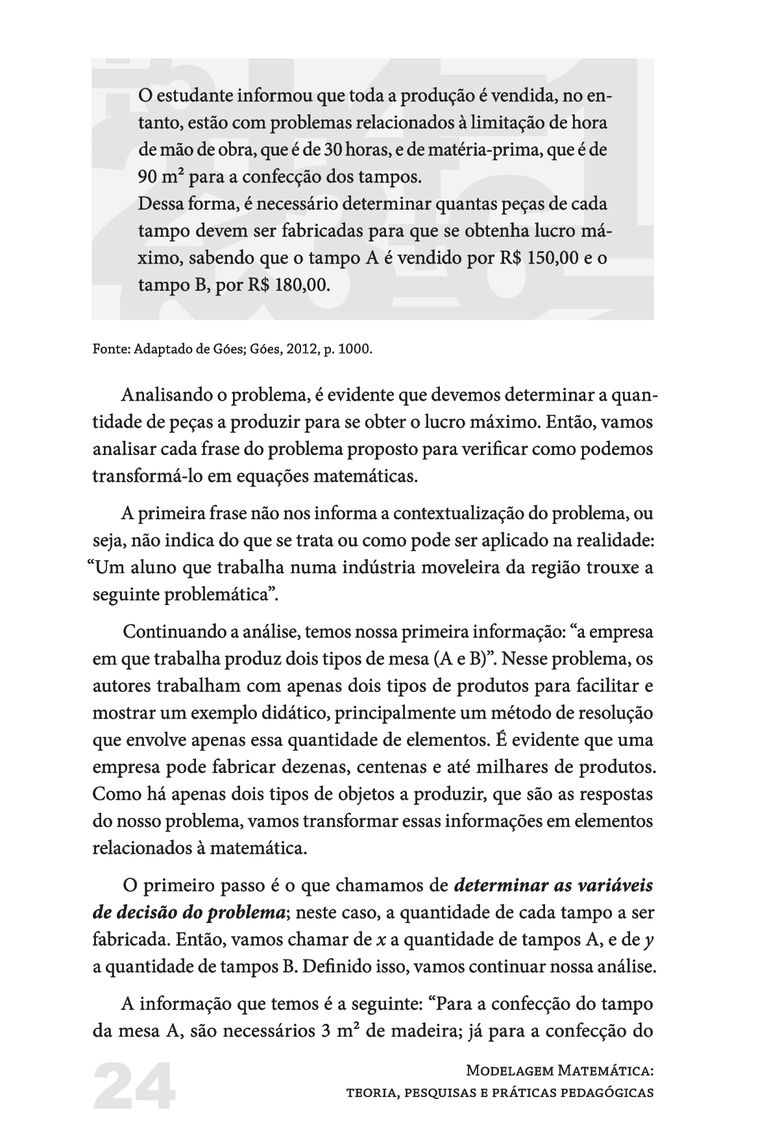 O estudante informou que toda a produção é vendida, no en-
tanto, estão com problemas relacionados à limitação de hora
de mão de obra, que é de 30 horas, e de matéria-prima, que é de
90 m² para a confecção dos tampos.
Dessa forma, é necessário determinar quantas peças de cada
tampo devem ser fabricadas para que se obtenha lucro má-
ximo, sabendo que o tampo A é vendido por R$ 150,00 e o
tampo B, por R$ 180,00.
Fonte: Adaptado de Góes; Góes, 2012, p. 1000.
Analisando o problema, é evidente que devemos determinar a quan-
tidade de peças a produzir para se obter o lucro máximo. Então, vamos
analisar cada frase do problema proposto para verificar como podemos
transformá-lo em equações matemáticas.
A primeira frase não nos informa a contextualização do problema, ou
seja, não indica do que se trata ou como pode ser aplicado na realidade:
“Um aluno que trabalha numa indústria moveleira da região trouxe a
seguinte problemática”.
Continuando a análise, temos nossa primeira informação: “a empresa
em que trabalha produz dois tipos de mesa (A e B)”. Nesse problema, os
autores trabalham com apenas dois tipos de produtos para facilitar e
mostrar um exemplo didático, principalmente um método de resolução
que envolve apenas essa quantidade de elementos. É evidente que uma
empresa pode fabricar dezenas, centenas e até milhares de produtos.
Como há apenas dois tipos de objetos a produzir, que são as respostas
do nosso problema, vamos transformar essas informações em elementos
relacionados à matemática.
O primeiro passo é o que chamamos de determinar as variáveis
de decisão do problema; neste caso, a quantidade de cada tampo a ser
fabricada. Então, vamos chamar de x a quantidade de tampos A, e de y
a quantidade de tampos B. Definido isso, vamos continuar nossa análise.
A informação que temos é a seguinte: “Para a confecção do tampo
da mesa A, são necessários 3 m² de madeira; já para a confecção do
24
Modelagem Matemática:
teoria, pesquisas e práticas pedagógicas